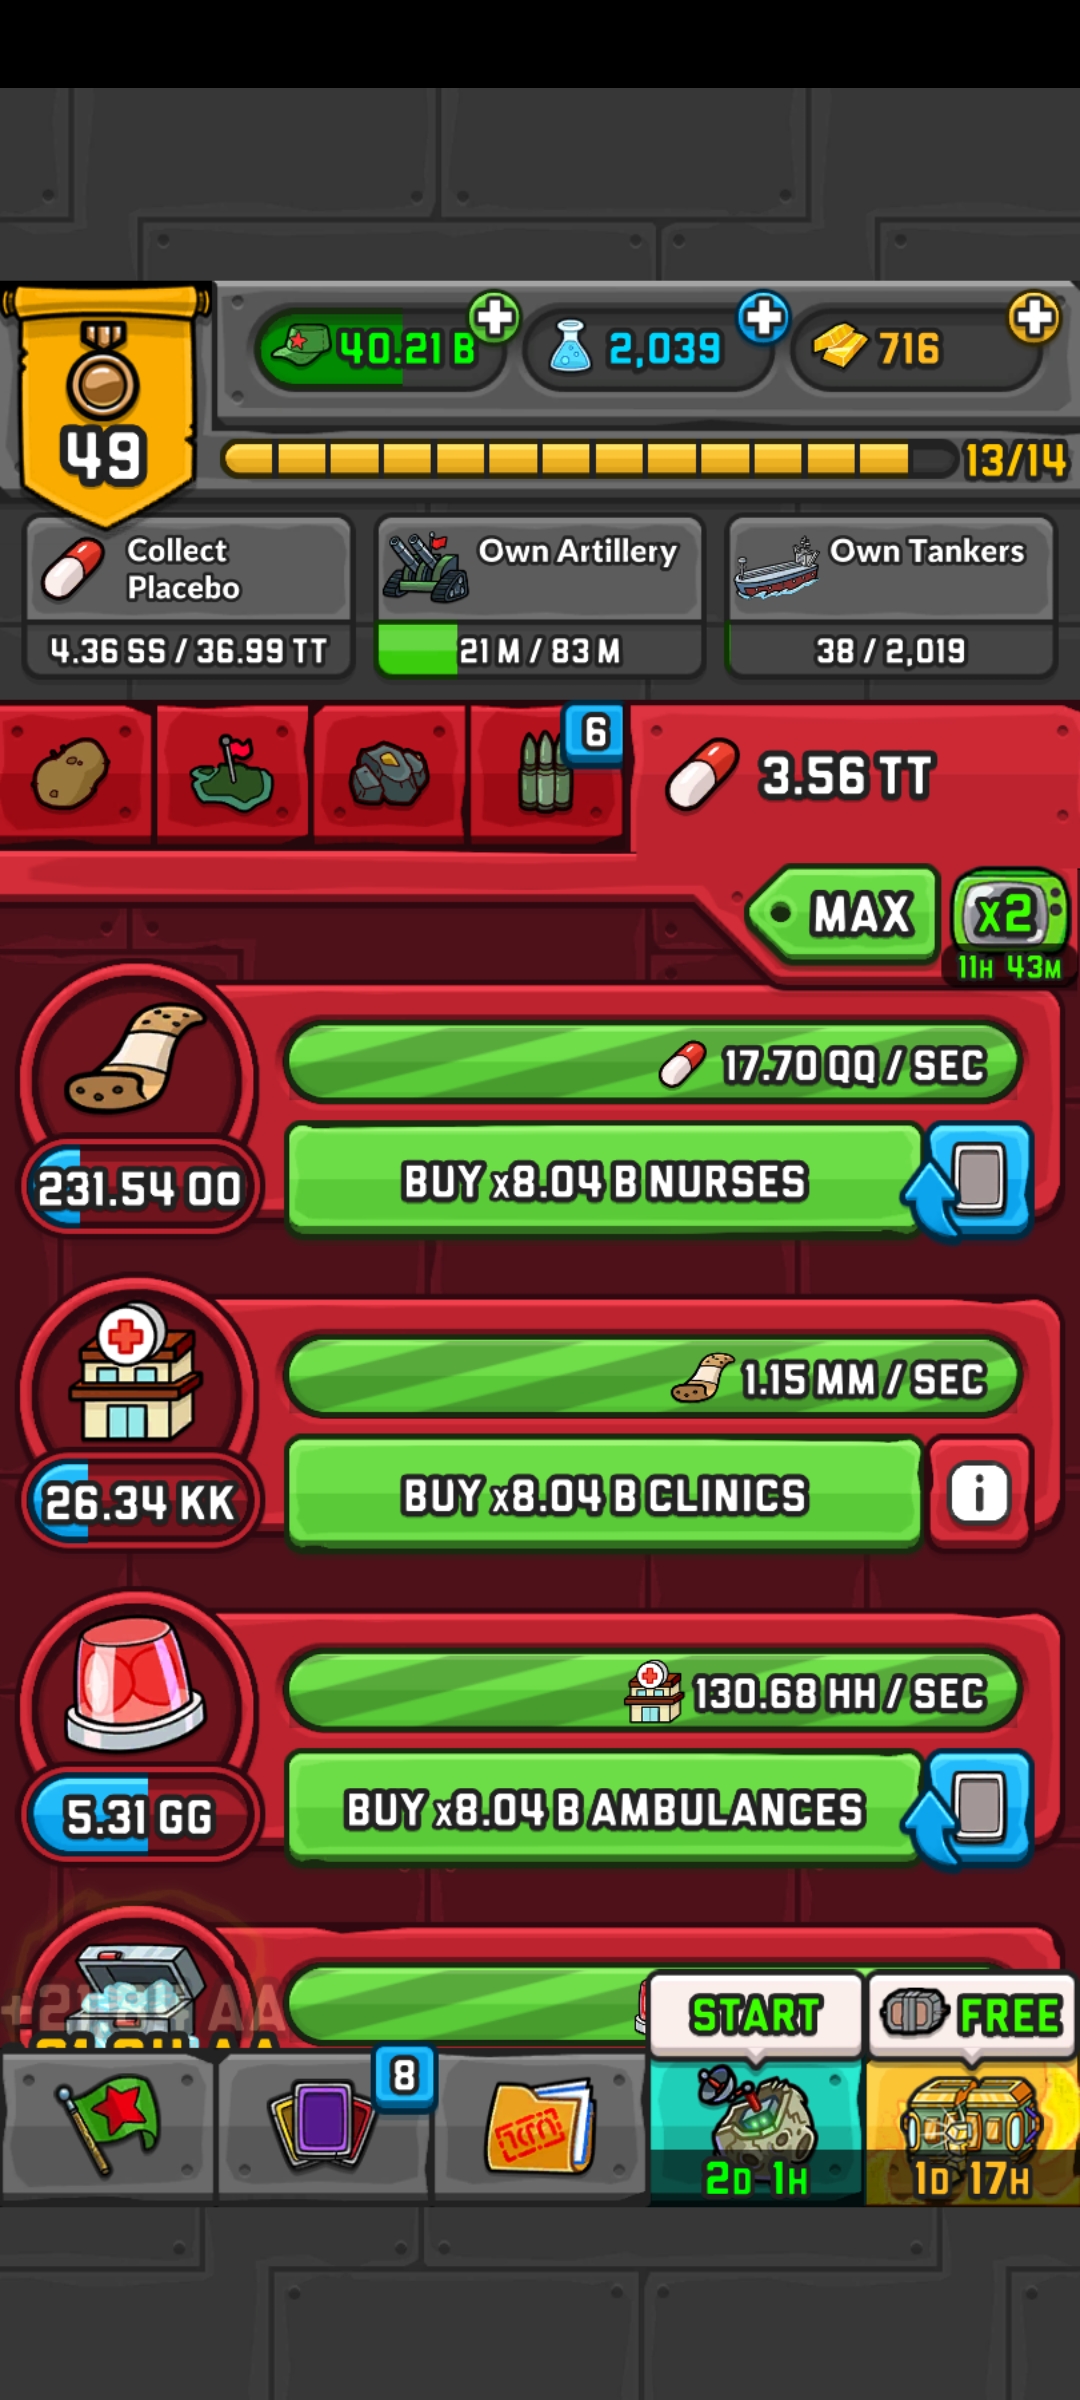 40.21 B
2,039
716
49
13/14
Collect
Placebo
4.36 SS / 36.99 TT
Own Artillery
21 M / 83 M
Own Tankers
38 / 2,019
6
3.56 TT
MAX
x2
11H 43M
17.70 QQ / SEC
231.54 OO
BUY x8.04 B NURSES
1.15 MM / SEC
26.34 KK
BUY x8.04 B CLINICS
i
130.68 HH / SEC
5.31 GG
BUY x8.04 B AMBULANCES
START
FREE
8
2D 1H
1D 17H